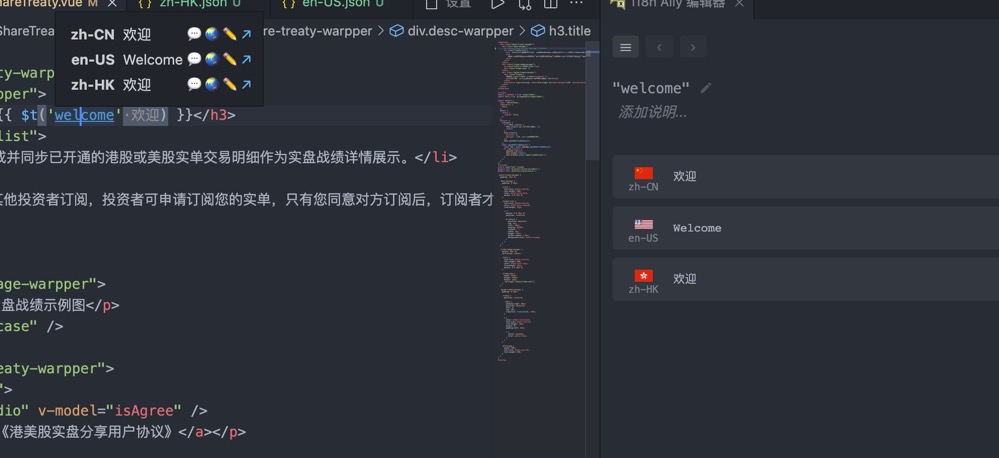 hareTreaty.vue
zh-HK.json U
en-US.json U
设置
i18n Ally 编辑器
ShareTreaty.vue
re-treaty-warpper > div.desc-warpper > h3.title
zh-CN 欢迎
en-US Welcome
zh-HK 欢迎
ty-warpp
pper">
{{ $t('welcome'·欢迎) }}</h3>
list">
或并同步已开通的港股或美股实单交易明细作为实盘战绩详情展示。</li>
其他投资者订阅，投资者可申请订阅您的实单，只有您同意对方订阅后，订阅者才
age-warpper">
盘战绩示例图</p>
case" />
eaty-warpper">
">
dio" v-model="isAgree" />
《港美股实盘分享用户协议》</a></p>
"welcome"
添加说明...
zh-CN 欢迎
en-US Welcome
zh-HK 欢迎